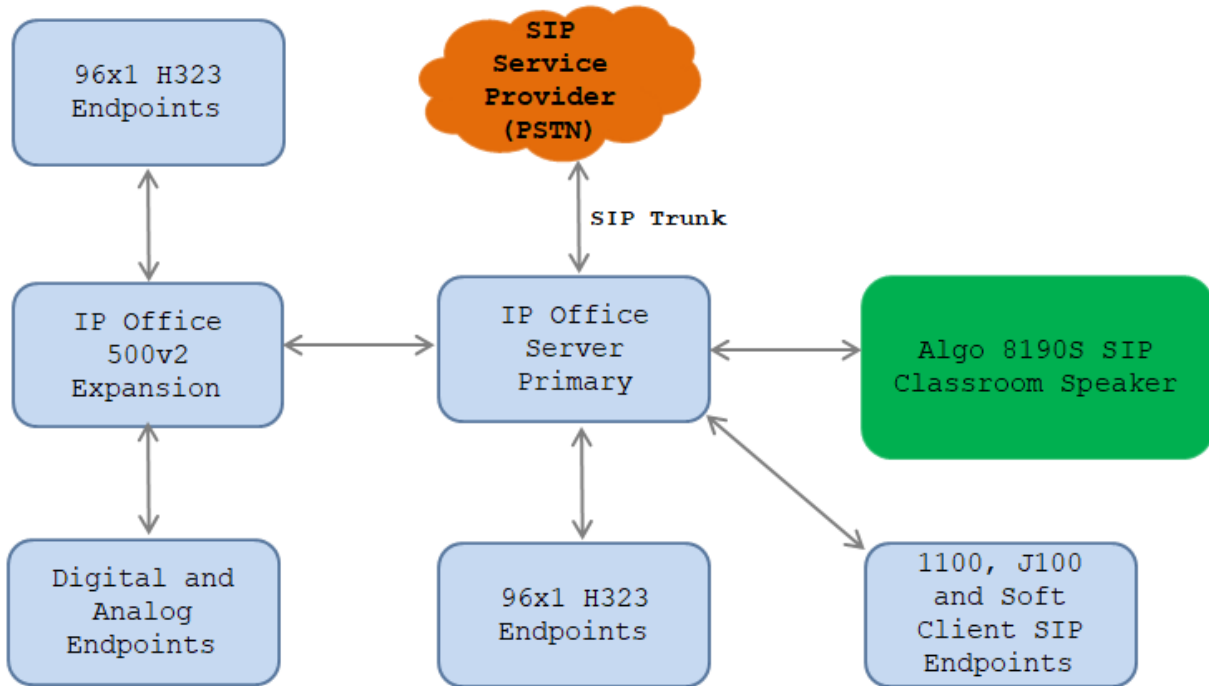 96x1 H323
Endpoints
SIP
Service
Provider
(PSTN)
SIP Trunk
IP Office
500v2
Expansion
IP Office
Server
Primary
Algo 8190S SIP
Classroom Speaker
Digital and
Analog
Endpoints
96x1 H323
Endpoints
1100, J100
and Soft
Client SIP
Endpoints